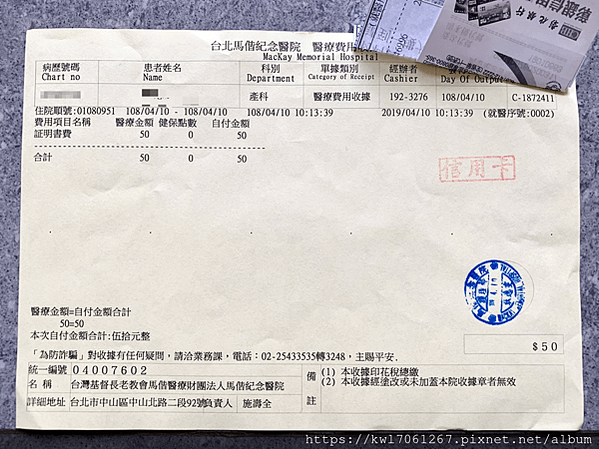 台北馬偕紀念醫院 醫療費用
MacKay Memorial Hospital
病歷號碼 患者姓名 科別 單據類別 經辦者
Chart no Name Department Category of Receipt Cashier Day Of Output
產科 醫療費用收據 192-3276 108/04/10 C-1872411
住院順號:01080951 108/04/10 - 108/04/10 108/04/10 10:13:39 2019/04/10 10:13:39 (就醫序號:0002)
費用項目名稱 醫療金額 健保點數 自付金額
証明書費 50 0 50
合計 50 0 50
信用卡
醫療金額=自付金額合計
50=50
本次自付金額合計:伍拾元整
$50
「為防詐騙」對收據有任何疑問，請洽業務課，電話：02-25433535轉3248，主賜平安.
統一編號 04007602
名 稱 台灣基督長老教會馬偕醫療財團法人馬偕紀念醫院
詳細地址 台北市中山區中山北路二段92號 負責人 施壽全
備註 (1) 本收據印花稅總繳
(2) 本收據經塗改或未加蓋本院收據章者無效
https://kwl7061267.pixnet.net/album